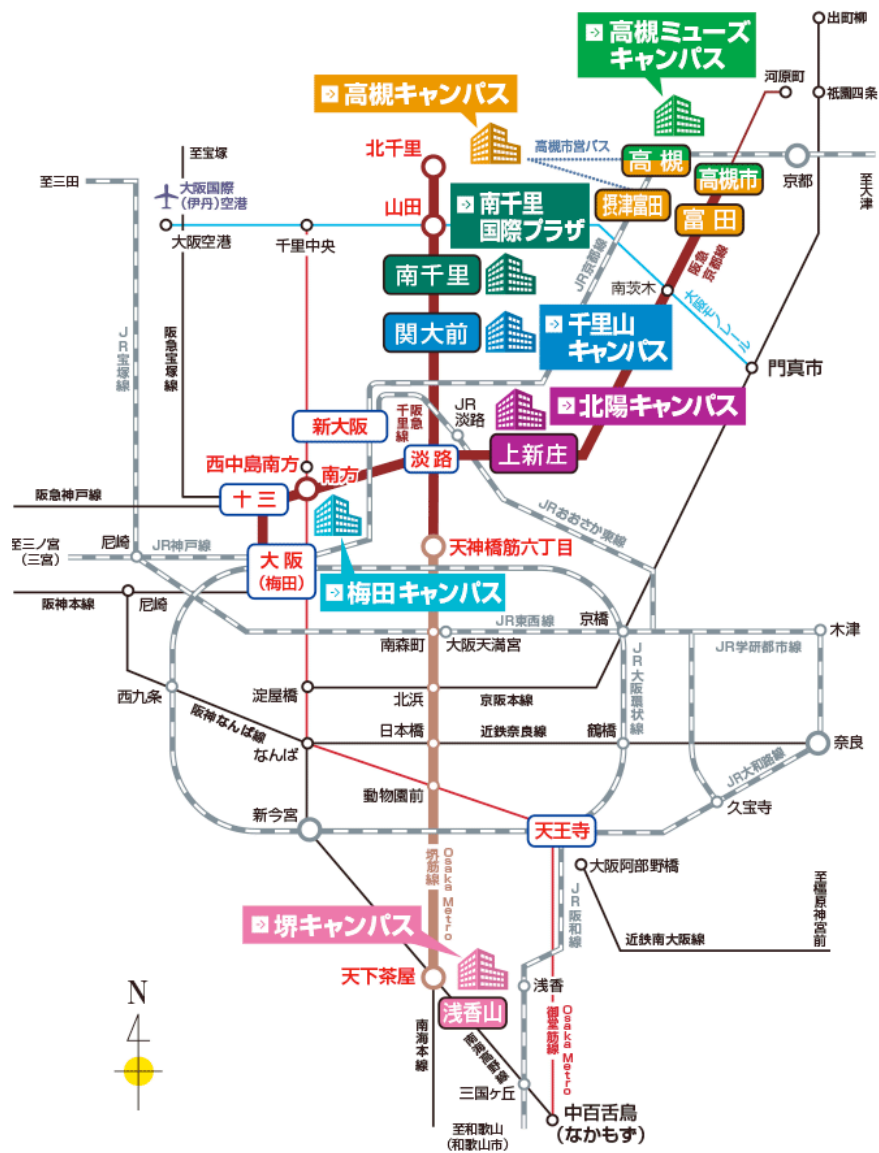 出町柳
高槻ミューズ
キャンパス
河原町
祇園四条
高槻キャンパス
至宝塚
北千里
高槻市営バス
高槻
京都
至大津
至三田
大阪国際
(伊丹)空港
高槻市
摂津富田
富田
山田
南千里
国際プラザ
大阪空港
千里中央
JR京都線
阪急
京都線
南千里
南茨木
大阪モノレール
JR宝塚線
阪急宝塚線
関大前
千里山
キャンパス
門真市
北陽キャンパス
新大阪
阪急
千里線
JR
淡路
西中島南方
南方
淡路
上新庄
阪急神戸線
十三
JRおおさか東線
至三ノ宮
(三宮)
尼崎
JR神戸線
大阪
(梅田)
天神橋筋六丁目
梅田キャンパス
阪神本線
尼崎
JR東西線
京橋
木津
南森町
大阪天満宮
JR学研都市線
JR大阪環状線
西九条
淀屋橋
北浜
京阪本線
阪神なんば線
日本橋
近鉄奈良線
鶴橋
奈良
なんば
JR大和路線
動物園前
久宝寺
新今宮
天王寺
Osaka Metro
堺筋線
大阪阿部野橋
至橿原神宮前
JR阪和線
堺キャンパス
近鉄南大阪線
天下茶屋
浅香
N
浅香山
Osaka Metro
御堂筋線
南海本線
南海高野線
三国ヶ丘
中百舌鳥
(なかもず)
至和歌山
(和歌山市)